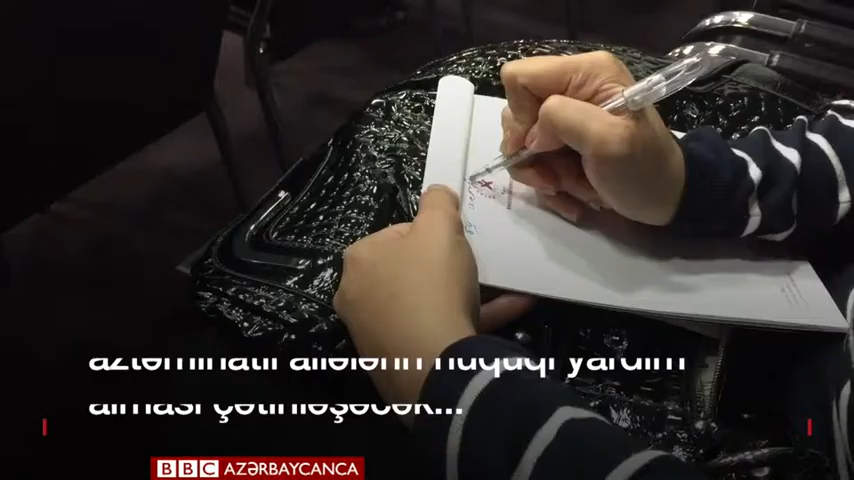 aztəminatlı ailələrin hüquqi yardım
alması çətinləşəcək...
BBC AZƏRBAYCANCA